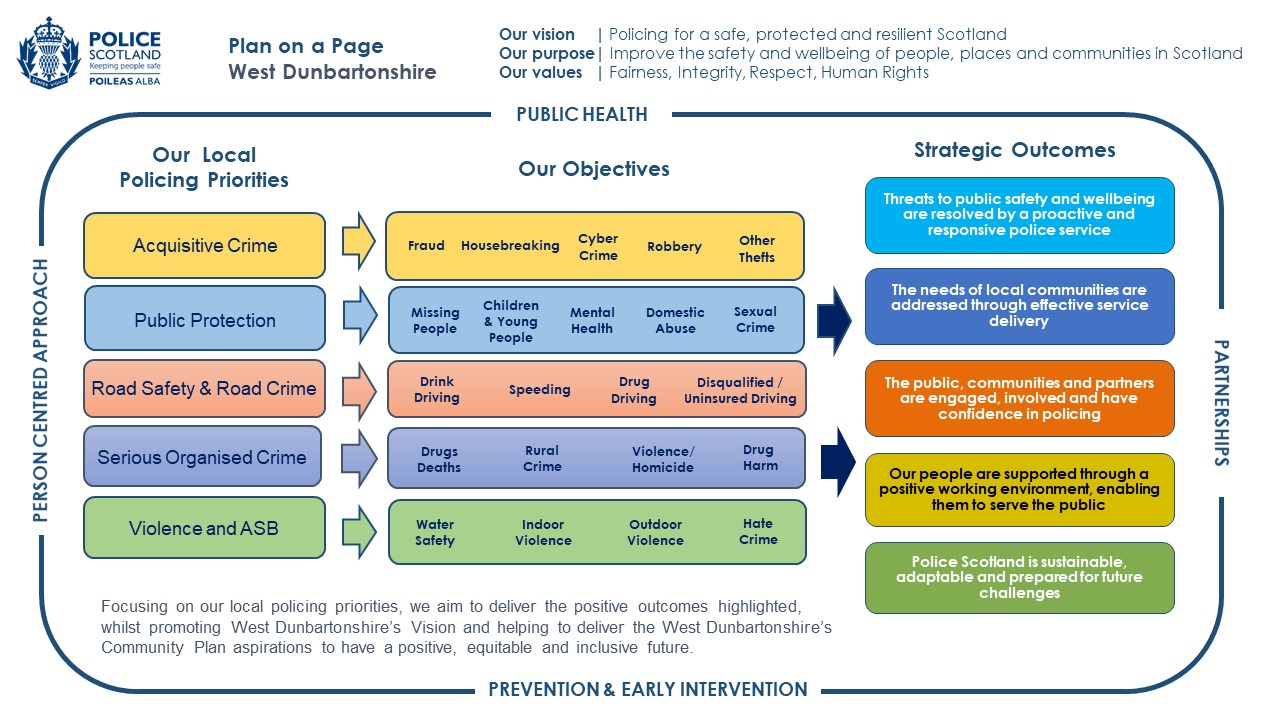 POLICE
SCOTLAND
Keeping people safe
POILEAS ALBA
SEMPER VIGILO
Plan on a Page
West Dunbartonshire
Our vision | Policing for a safe, protected and resilient Scotland
Our purpose | Improve the safety and wellbeing of people, places and communities in Scotland
Our values | Fairness, Integrity, Respect, Human Rights
PUBLIC HEALTH
PERSON CENTRED APPROACH
Our Local
Policing Priorities
Acquisitive Crime
Public Protection
Road Safety & Road Crime
Serious Organised Crime
Violence and ASB
Our Objectives
Fraud
Housebreaking
Cyber
Crime
Robbery
Other
Thefts
Missing
People
Children
& Young
People
Mental
Health
Domestic
Abuse
Sexual
Crime
Drink
Driving
Speeding
Drug
Driving
Disqualified /
Uninsured Driving
Drugs
Deaths
Rural
Crime
Violence/
Homicide
Drug
Harm
Water
Safety
Indoor
Violence
Outdoor
Violence
Hate
Crime
Strategic Outcomes
Threats to public safety and wellbeing
are resolved by a proactive and
responsive police service
The needs of local communities are
addressed through effective service
delivery
The public, communities and partners
are engaged, involved and have
confidence in policing
Our people are supported through a
positive working environment, enabling
them to serve the public
Police Scotland is sustainable,
adaptable and prepared for future
challenges
PARTNERSHIPS
Focusing on our local policing priorities, we aim to deliver the positive outcomes highlighted,
whilst promoting West Dunbartonshire's Vision and helping to deliver the West Dunbartonshire's
Community Plan aspirations to have a positive, equitable and inclusive future.
PREVENTION & EARLY INTERVENTION